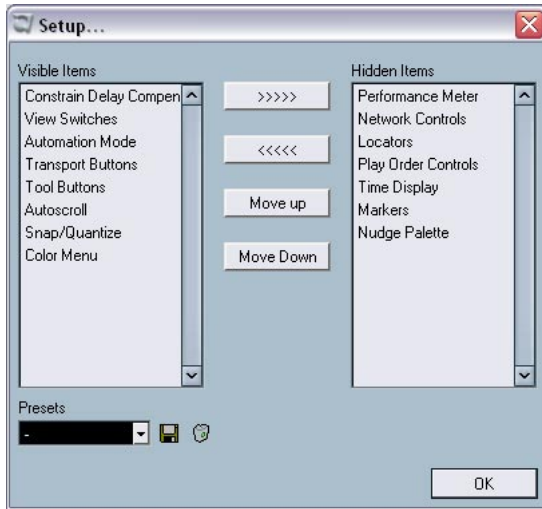 Setup...
Visible Items
Constrain Delay Compen
View Switches
Automation Mode
Transport Buttons
Tool Buttons
Autoscroll
Snap/Quantize
Color Menu
>>>>>
<<<<<
Move up
Move Down
Hidden Items
Performance Meter
Network Controls
Locators
Play Order Controls
Time Display
Markers
Nudge Palette
Presets
-
OK